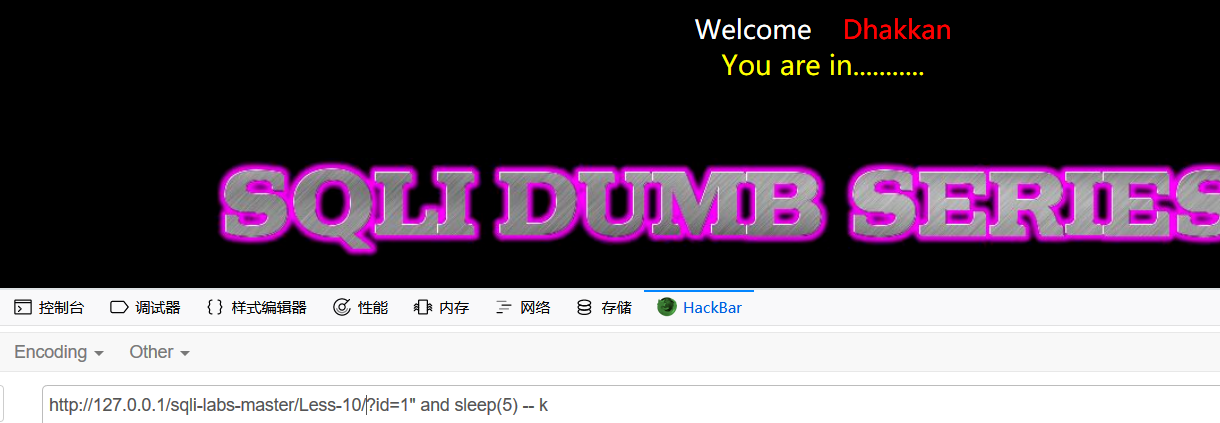 Welcome Dhakkan
You are in...........
SQLI DUMB SERIES
控制台 调试器 {} 样式编辑器 性能 内存 网络 存储 HackBar
Encoding Other
http://127.0.0.1/sqli-labs-master/Less-10/?id=1" and sleep(5) -- k